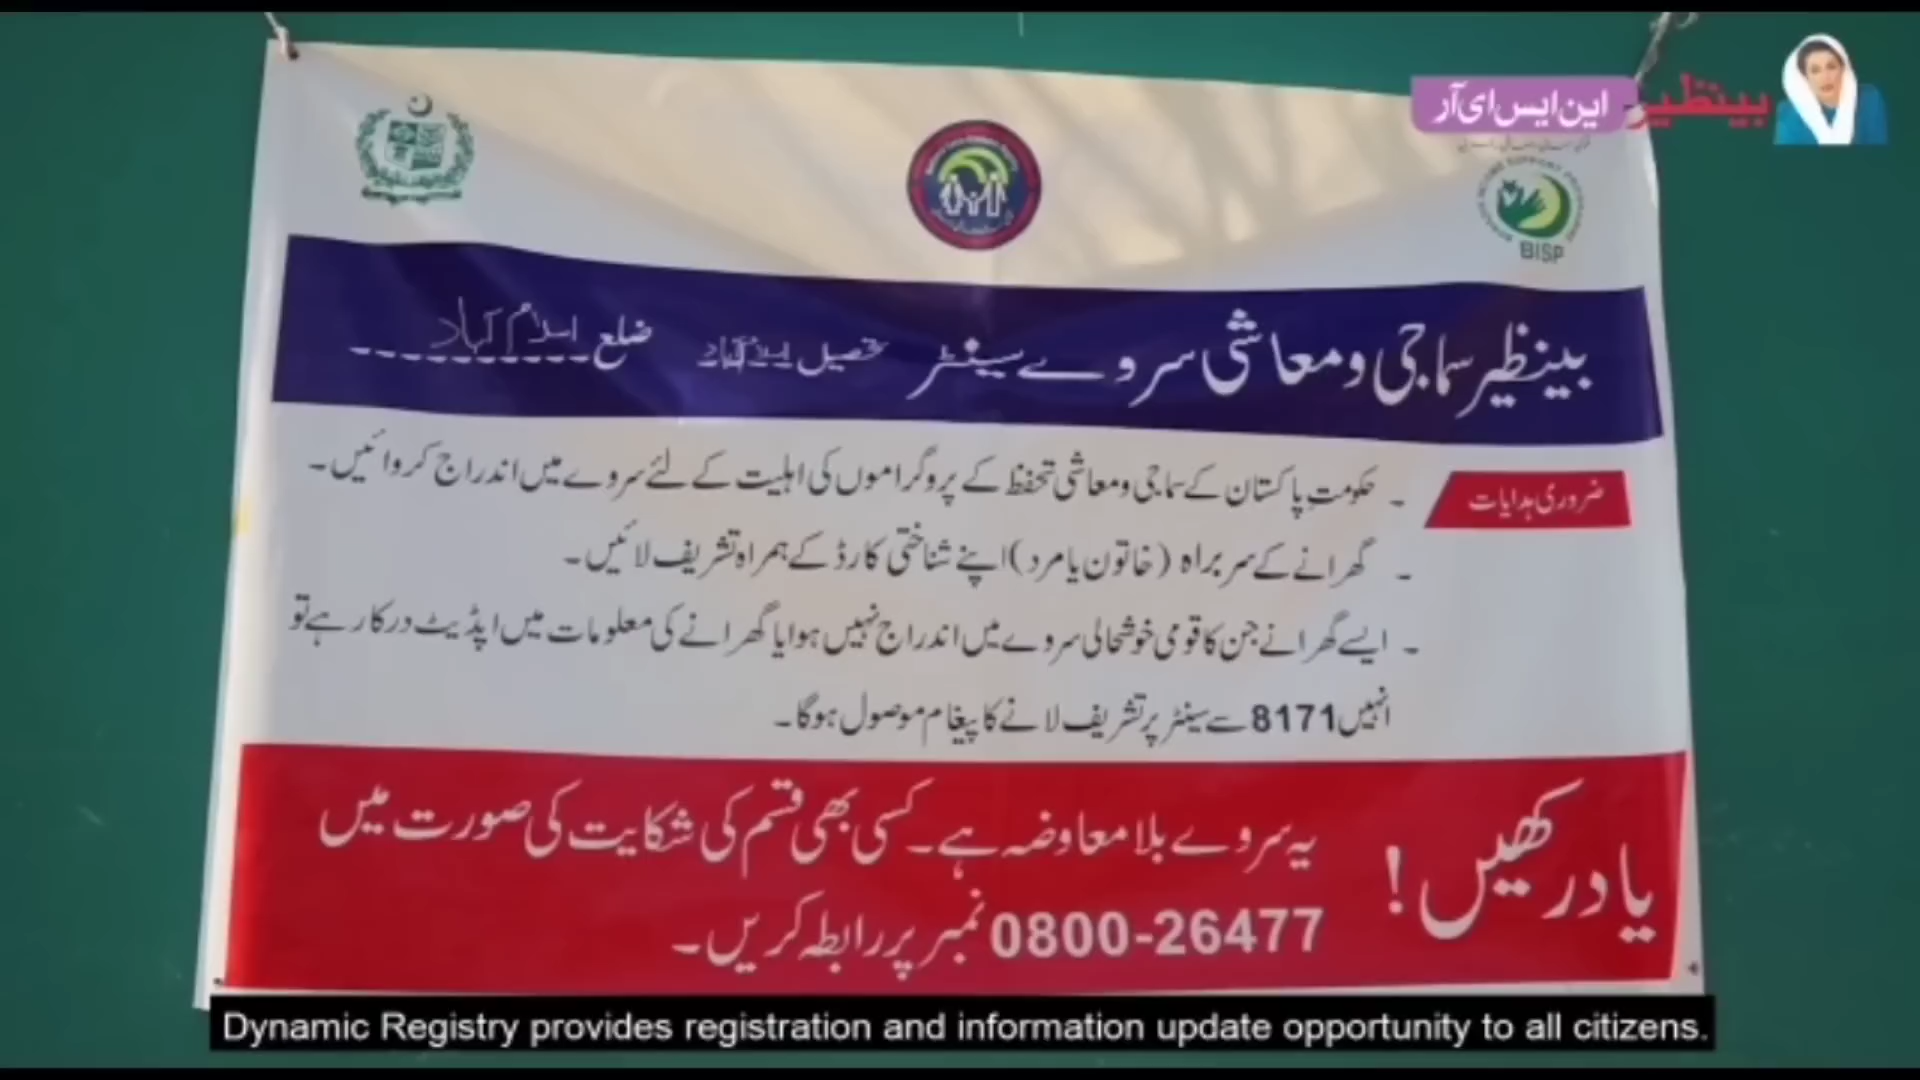 این ایس ای آر
بینظیر
BISP
بینظیر سماجی و معاشی سروے سینٹر تحصیل اسلام آباد ضلع اسلام آباد
ضروری ہدایات
۔ حکومتِ پاکستان کے سماجی و معاشی تحفظ کے پروگراموں کی اہلیت کے لئے سروے میں اندراج کروائیں۔
۔ گھرانے کے سربراہ (خاتون یا مرد) اپنے شناختی کارڈ کے ہمراہ تشریف لائیں۔
۔ ایسے گھرانے جن کا قومی خوشحالی سروے میں اندراج نہیں ہوا یا گھرانے کی معلومات میں اپڈیٹ درکار ہے تو
انہیں 8171 سے سینٹر پر تشریف لانے کا پیغام موصول ہوگا۔
یاد رکھیں!
یہ سروے بلا معاوضہ ہے۔ کسی بھی قسم کی شکایت کی صورت میں
0800-26477 نمبر پر رابطہ کریں۔
Dynamic Registry provides registration and information update opportunity to all citizens.